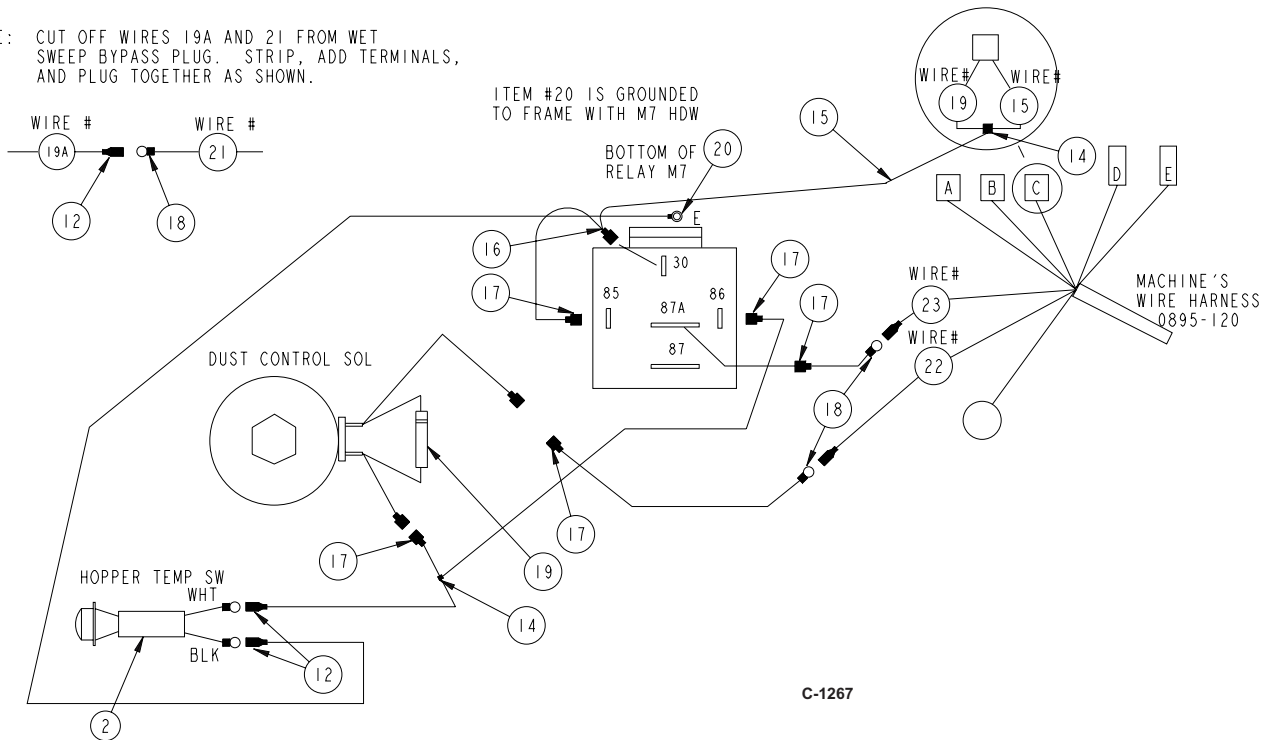 E: CUT OFF WIRES 19A AND 21 FROM WET
SWEEP BYPASS PLUG. STRIP, ADD TERMINALS,
AND PLUG TOGETHER AS SHOWN.
WIRE #
WIRE #
19A
21
12
18
ITEM #20 IS GROUNDED
TO FRAME WITH M7 HDW
BOTTOM OF
RELAY M7
20
E
15
WIRE#
WIRE#
19
15
14
A
B
C
D
E
MACHINE'S
WIRE HARNESS
0895-120
16
17
30
85
87A
86
87
17
17
WIRE#
23
WIRE#
22
18
DUST CONTROL SOL
17
17
19
14
HOPPER TEMP SW
WHT
BLK
12
2
C-1267